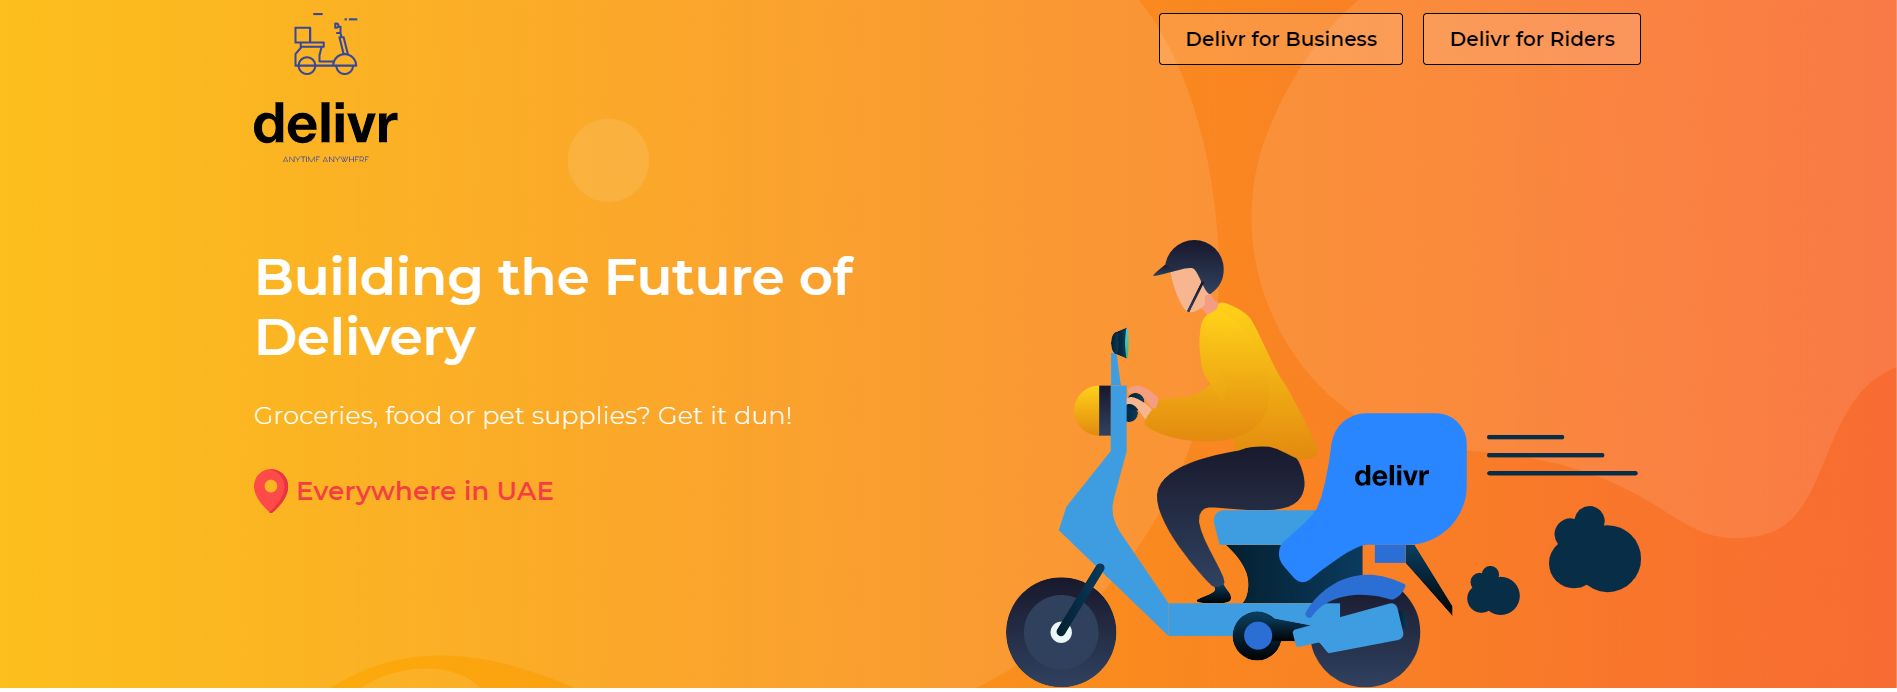 Delivr for Business
Delivr for Riders
delivr
ANYTIME ANYWHERE
Building the Future of
Delivery
Groceries, food or pet supplies? Get it dun!
Everywhere in UAE
delivr